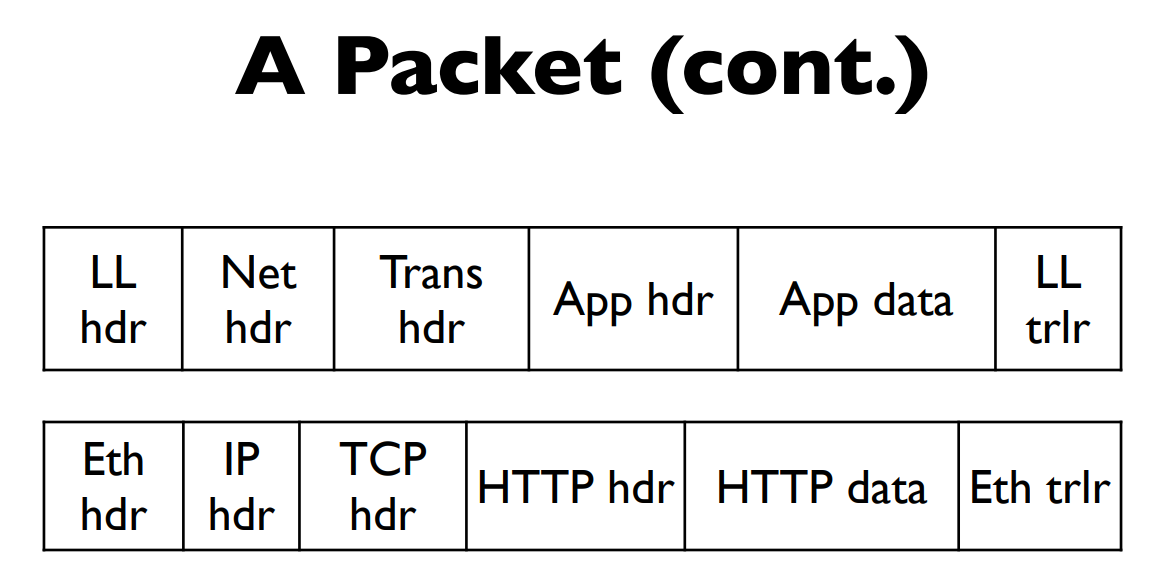 A Packet (cont.)
LL
hdr
Net
hdr
Trans
hdr
App hdr
App data
LL
trlr
Eth
hdr
IP
hdr
TCP
hdr
HTTP hdr
HTTP data
Eth trlr